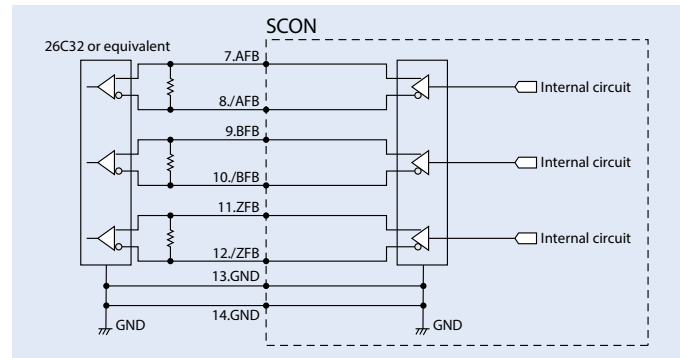 SCON
26C32 or equivalent
7.AFB
Internal circuit
8./AFB
9.BFB
Internal circuit
10./BFB
11.ZFB
Internal circuit
12./ZFB
13.GND
14.GND
GND
GND